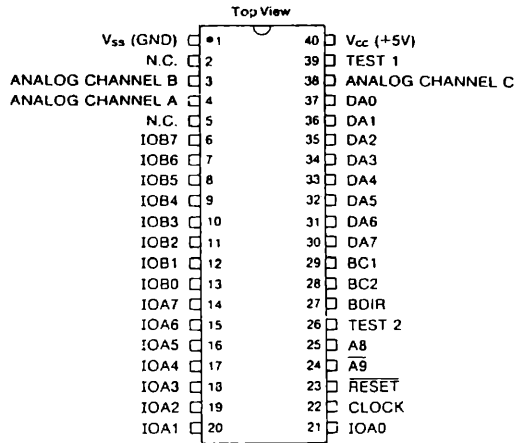 Top View
Vss (GND) 1 40 Vcc (+5V)
N.C. 2 39 TEST 1
ANALOG CHANNEL B 3 38 ANALOG CHANNEL C
ANALOG CHANNEL A 4 37 DA0
N.C. 5 36 DA1
IOB7 6 35 DA2
IOB6 7 34 DA3
IOB5 8 33 DA4
IOB4 9 32 DA5
IOB3 10 31 DA6
IOB2 11 30 DA7
IOB1 12 29 BC1
IOB0 13 28 BC2
IOA7 14 27 BDIR
IOA6 15 26 TEST 2
IOA5 16 25 A8
IOA4 17 24 A9
IOA3 18 23 RESET
IOA2 19 22 CLOCK
IOA1 20 21 IOA0